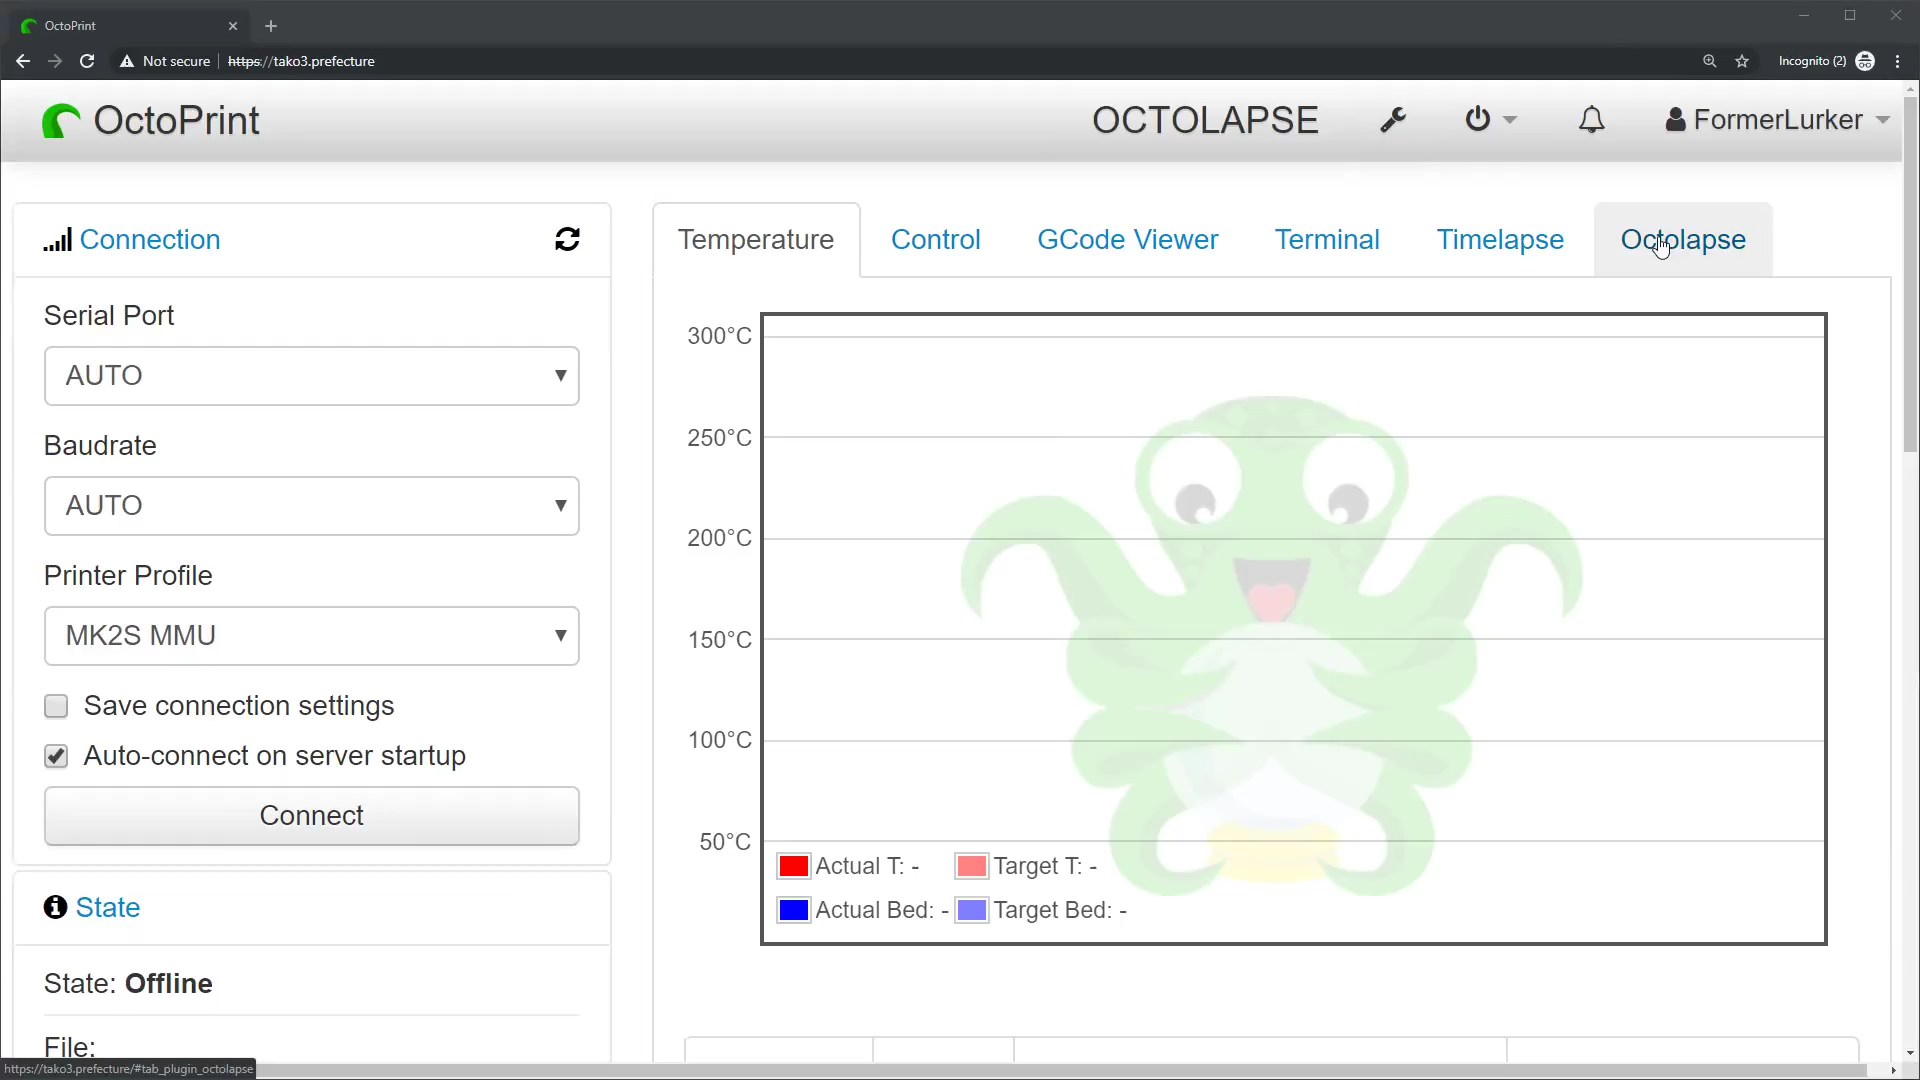 OctoPrint
Not secure
https://tako3.prefecture
Incognito (2)
OctoPrint
OCTOLAPSE
FormerLurker
Connection
Serial Port
AUTO
Baudrate
AUTO
Printer Profile
MK2S MMU
Save connection settings
Auto-connect on server startup
Connect
State
State: Offline
File:
Temperature
Control
GCode Viewer
Terminal
Timelapse
Octolapse
300°C
250°C
200°C
150°C
100°C
50°C
Actual T: -
Target T: -
Actual Bed: -
Target Bed: -
https://tako3.prefecture/#tab_plugin_octolapse